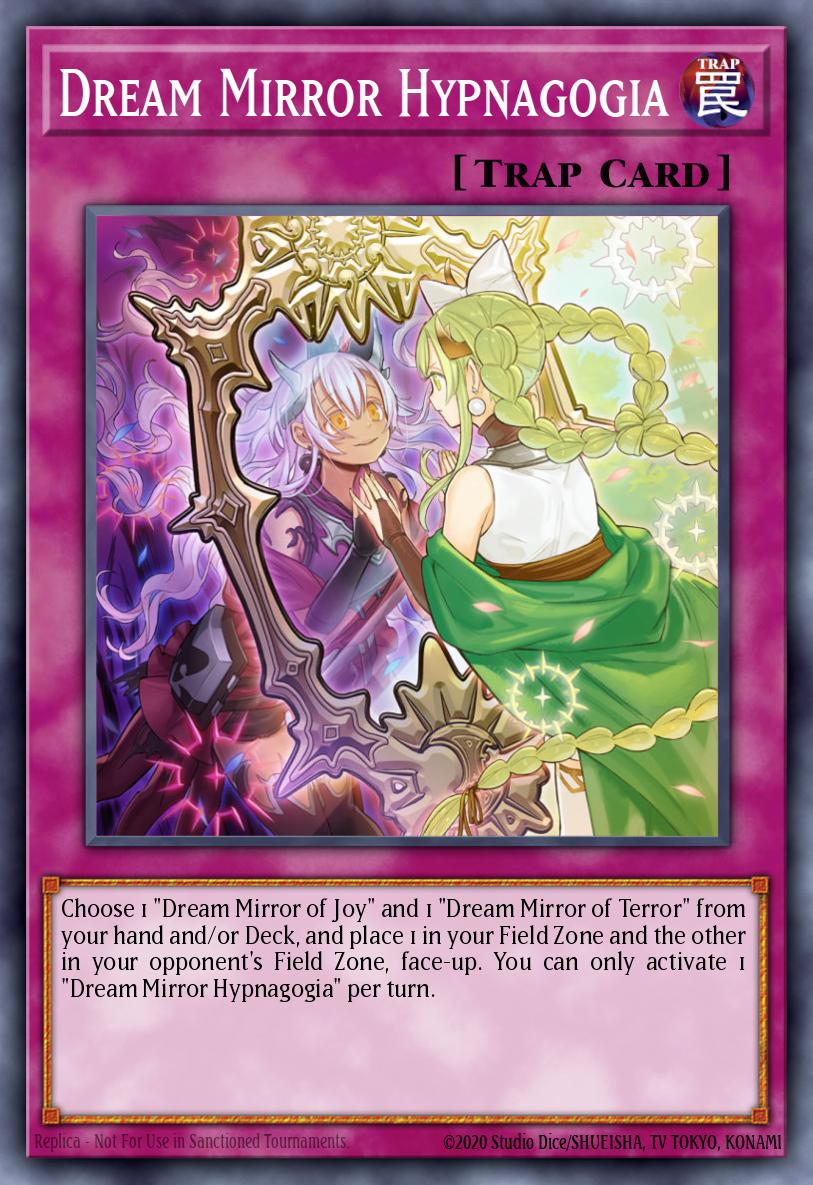 Dream Mirror Hypnagogia
TRAP
罠
[Trap Card]
Choose 1 "Dream Mirror of Joy" and 1 "Dream Mirror of Terror" from
your hand and/or Deck, and place 1 in your Field Zone and the other
in your opponent's Field Zone, face-up. You can only activate 1
"Dream Mirror Hypnagogia" per turn.
Replica - Not For Use in Sanctioned Tournaments.
©2020 Studio Dice/SHUEISHA, TV TOKYO, KONAMI